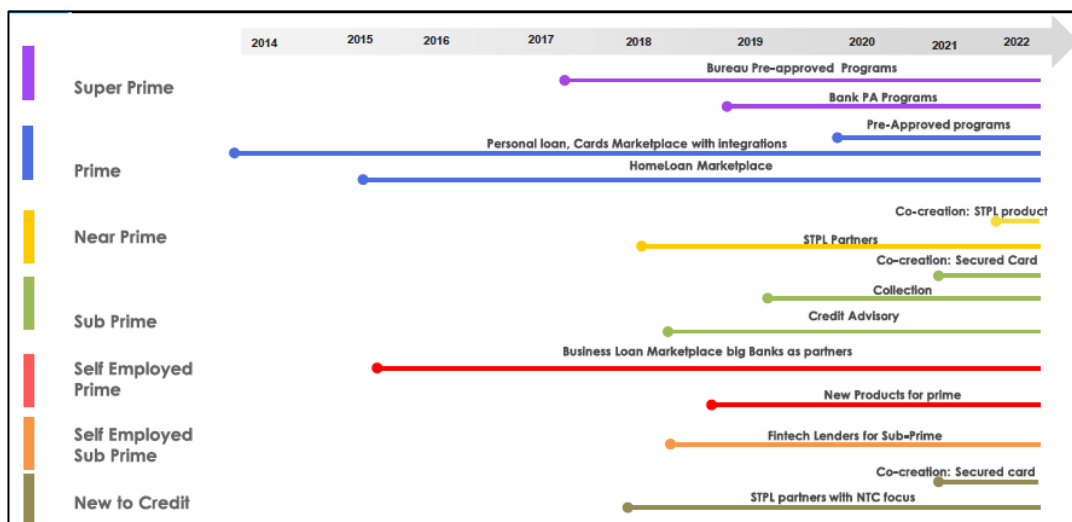 2014 2015 2016 2017 2018 2019 2020 2021 2022
Super Prime
Bureau Pre-approved Programs
Bank PA Programs
Prime
Pre-Approved programs
Personal loan, Cards Marketplace with integrations
HomeLoan Marketplace
Near Prime
Co-creation: STPL product
STPL Partners
Sub Prime
Co-creation: Secured Card
Collection
Credit Advisory
Self Employed
Prime
Business Loan Marketplace big Banks as partners
New Products for prime
Self Employed
Sub Prime
Fintech Lenders for Sub-Prime
New to Credit
Co-creation: Secured card
STPL partners with NTC focus